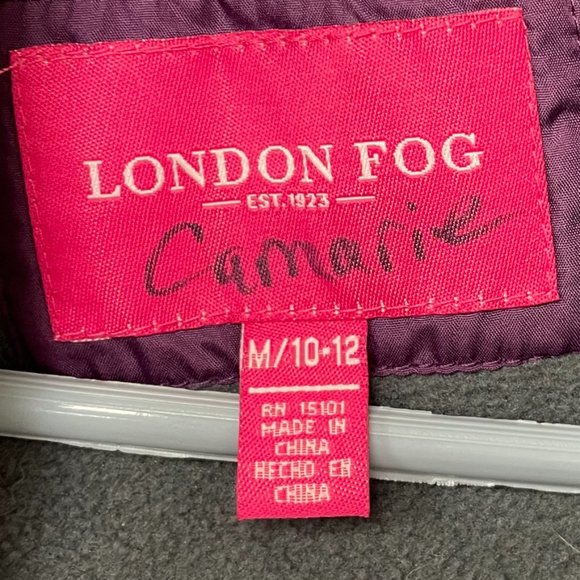 LONDON FOG
EST. 1923
Camarie
M/10•12
RN 15101
MADE IN
CHINA
HECHO EN
CHINA